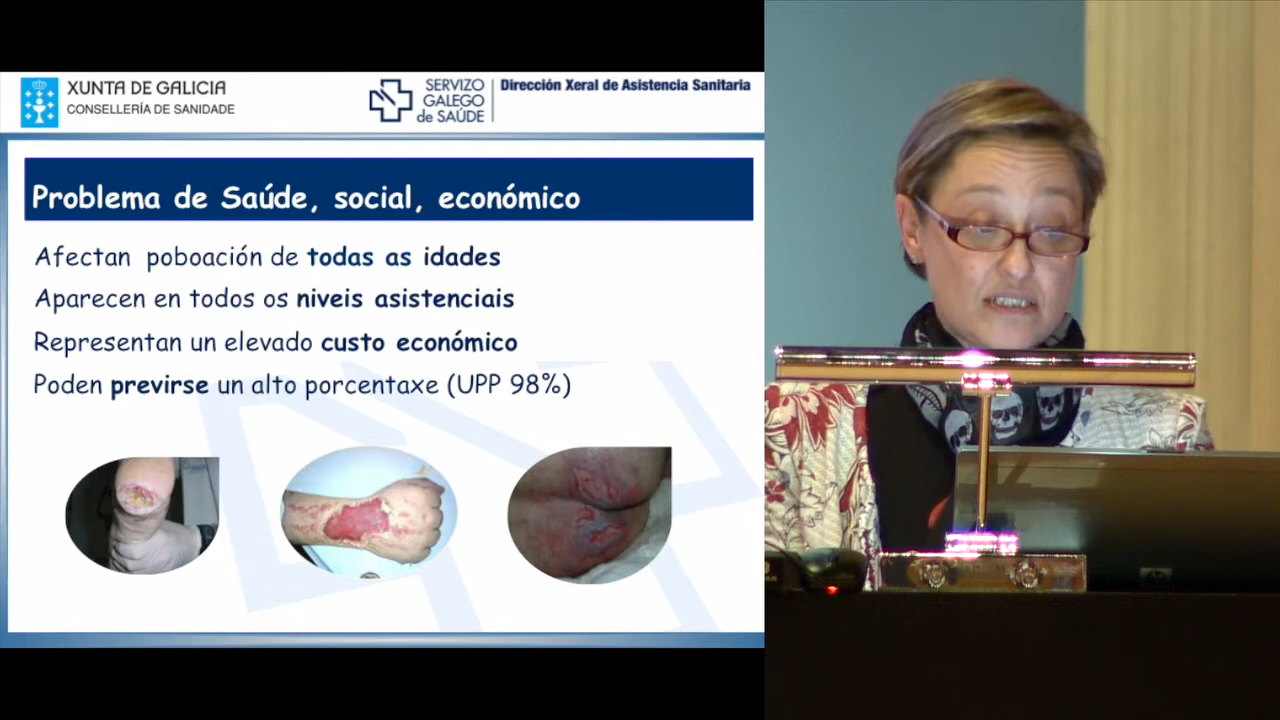 XUNTA DE GALICIA
CONSELLERÍA DE SANIDADE
SERVIZO
GALEGO
de SAÚDE
Dirección Xeral de Asistencia Sanitaria
Problema de Saúde, social, económico
Afectan poboación de todas as idades
Aparecen en todos os niveis asistenciais
Representan un elevado custo económico
Poden previrse un alto porcentaxe (UPP 98%)